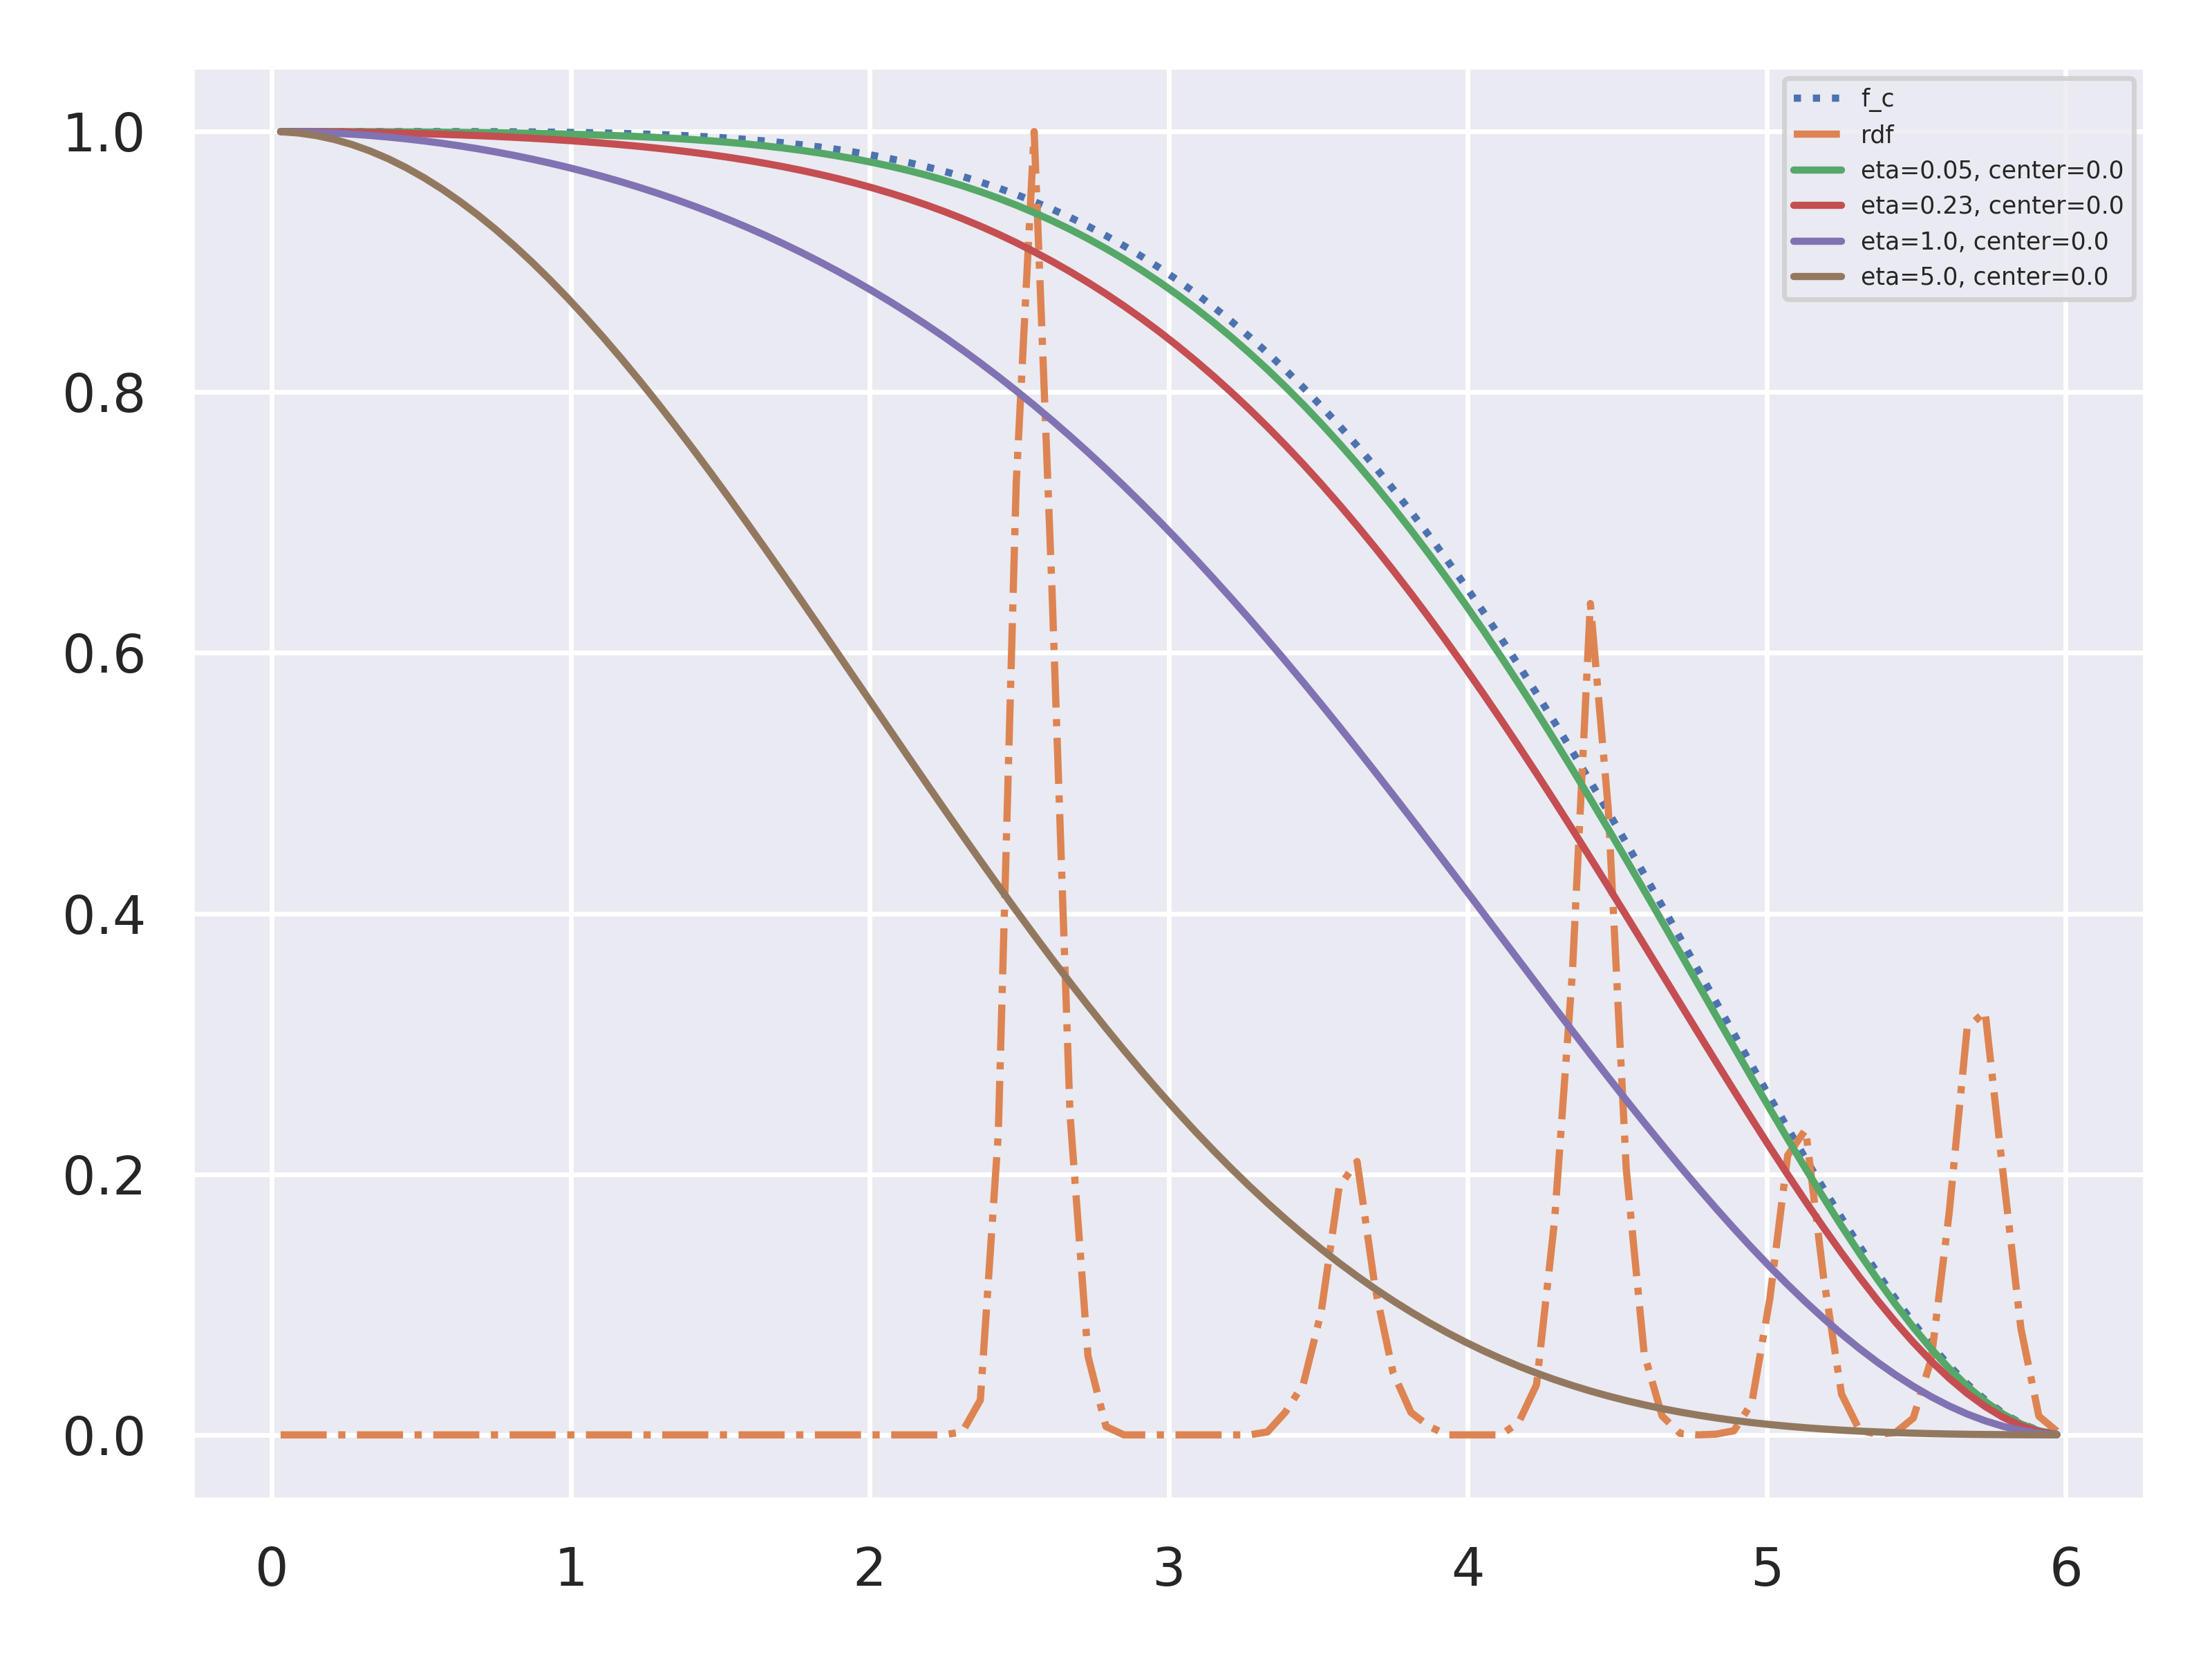 f_c
rdf
eta=0.05, center=0.0
eta=0.23, center=0.0
eta=1.0, center=0.0
eta=5.0, center=0.0
1.0
0.8
0.6
0.4
0.2
0.0
0 1 2 3 4 5 6